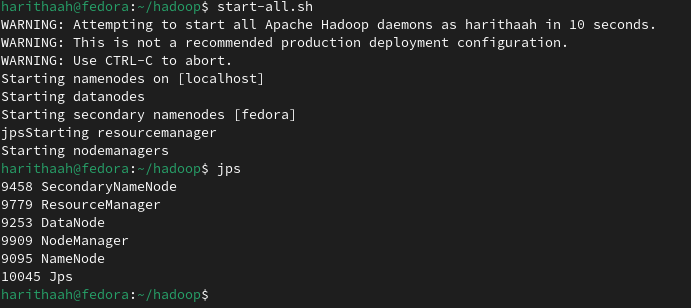 harithaah@fedora:~/hadoop$ start-all.sh
WARNING: Attempting to start all Apache Hadoop daemons as harithaah in 10 seconds.
WARNING: This is not a recommended production deployment configuration.
WARNING: Use CTRL-C to abort.
Starting namenodes on [localhost]
Starting datanodes
Starting secondary namenodes [fedora]
jpsStarting resourcemanager
Starting nodemanagers
harithaah@fedora:~/hadoop$ jps
9458 SecondaryNameNode
9779 ResourceManager
9253 DataNode
9909 NodeManager
9095 NameNode
10045 Jps
harithaah@fedora:~/hadoop$